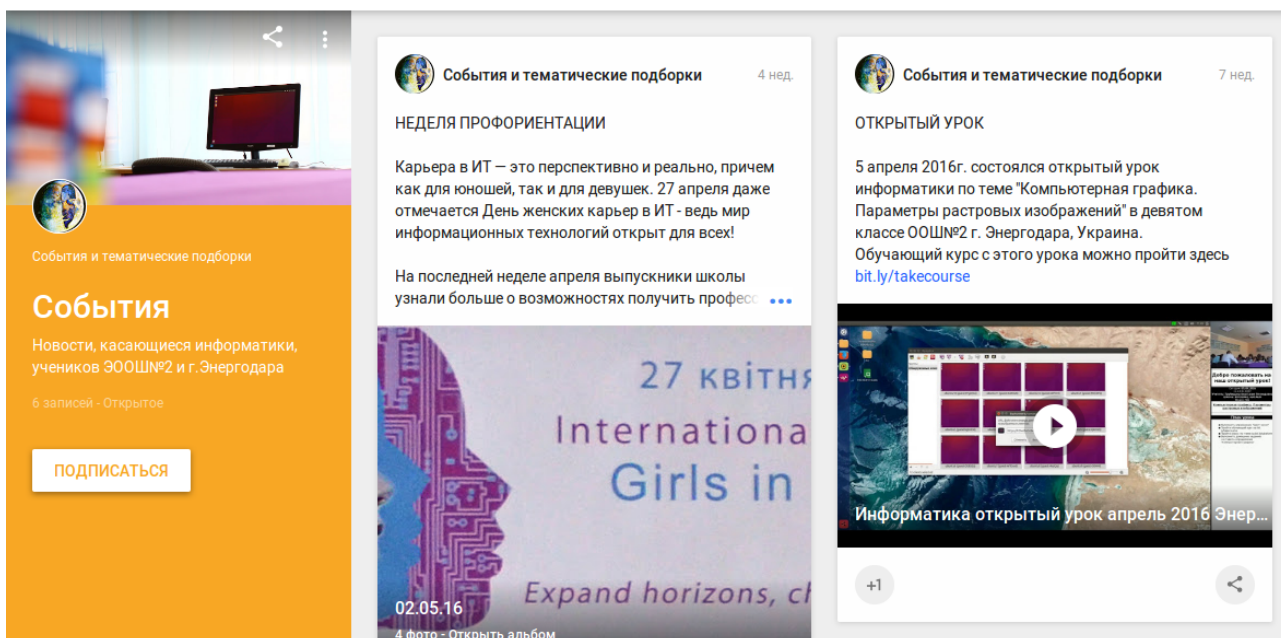 События и тематические подборки
События
Новости, касающиеся информатики,
учеников ЭООШ№2 и г.Энергодара
6 записей - Открытое
ПОДПИСАТЬСЯ
События и тематические подборки
4 нед.
НЕДЕЛЯ ПРОФОРИЕНТАЦИИ
Карьера в ИТ — это перспективно и реально, причем
как для юношей, так и для девушек. 27 апреля даже
отмечается День женских карьер в ИТ - ведь мир
информационных технологий открыт для всех!
На последней неделе апреля выпускники школы
узнали больше о возможностях получить професс
27 квітня
Internationa
Girls in
Expand horizons, ch
02.05.16
4 фото - Открыть альбом
События и тематические подборки
7 нед.
ОТКРЫТЫЙ УРОК
5 апреля 2016г. состоялся открытый урок
информатики по теме "Компьютерная графика.
Параметры растровых изображений" в девятом
классе ООШ№2 г. Энергодара, Украина.
Обучающий курс с этого урока можно пройти здесь
bit.ly/takecourse
Добро пожаловать на
наш открытый урок!
Информатика открытый урок апрель 2016 Энер...
+1